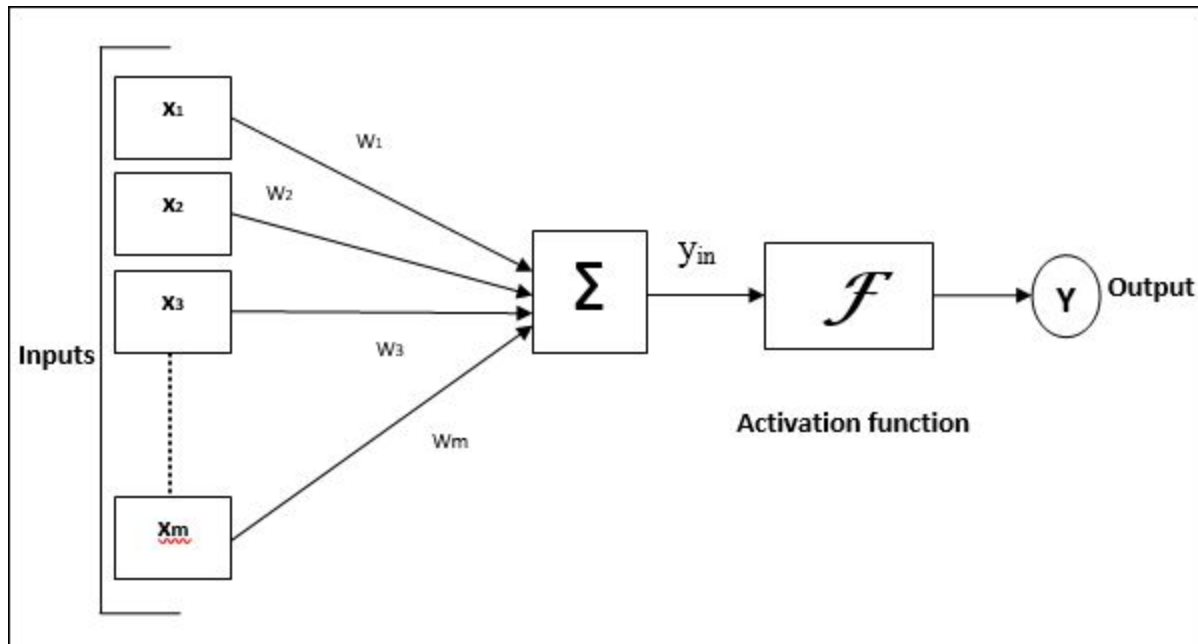 x1
W1
x2
W2
x3
W3
Inputs
Σ
yin
ℱ
Y
Output
Activation function
Wm
xm